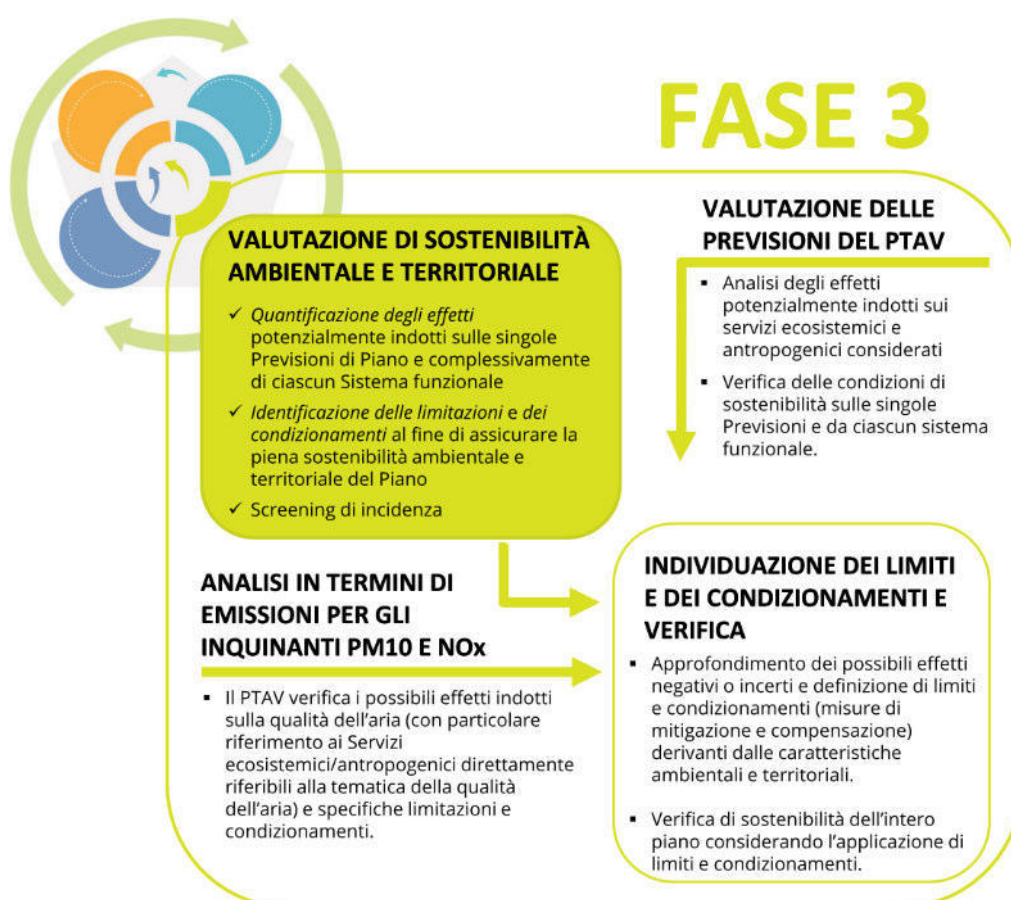 FASE 3
VALUTAZIONE DI SOSTENIBILITÀ
AMBIENTALE E TERRITORIALE
✓ Quantificazione degli effetti
potenzialmente indotti sulle singole
Previsioni di Piano e complessivamente
di ciascun Sistema funzionale
✓ Identificazione delle limitazioni e dei
condizionamenti al fine di assicurare la
piena sostenibilità ambientale e
territoriale del Piano
✓ Screening di incidenza
VALUTAZIONE DELLE
PREVISIONI DEL PTAV
▪ Analisi degli effetti
potenzialmente indotti sui
servizi ecosistemici e
antropogenici considerati
▪ Verifica delle condizioni di
sostenibilità sulle singole
Previsioni e da ciascun sistema
funzionale.
ANALISI IN TERMINI DI
EMISSIONI PER GLI
INQUINANTI PM10 E NOx
▪ Il PTAV verifica i possibili effetti indotti
sulla qualità dell’aria (con particolare
riferimento ai Servizi
ecosistemici/antropogenici direttamente
riferibili alla tematica della qualità
dell’aria) e specifiche limitazioni e
condizionamenti.
INDIVIDUAZIONE DEI LIMITI
E DEI CONDIZIONAMENTI E
VERIFICA
▪ Approfondimento dei possibili effetti
negativi o incerti e definizione di limiti
e condizionamenti (misure di
mitigazione e compensazione)
derivanti dalle caratteristiche
ambientali e territoriali.
▪ Verifica di sostenibilità dell’intero
piano considerando l’applicazione di
limiti e condizionamenti.